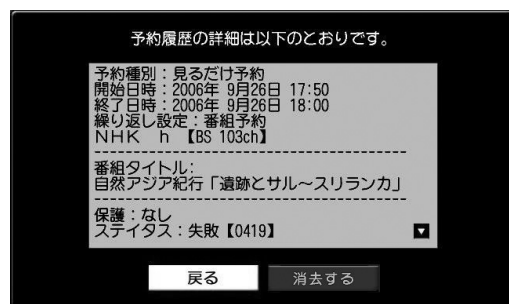 予約履歴の詳細は以下のとおりです。
予約種別：見るだけ予約
開始日時：2006年 9月26日 17:50
終了日時：2006年 9月26日 18:00
繰り返し設定：番組予約
ＮＨＫ　ｈ　【BS 103ch】
番組タイトル：
自然アジア紀行「遺跡とサル～スリランカ」
保護：なし
ステイタス：失敗【0419】
戻る
消去する